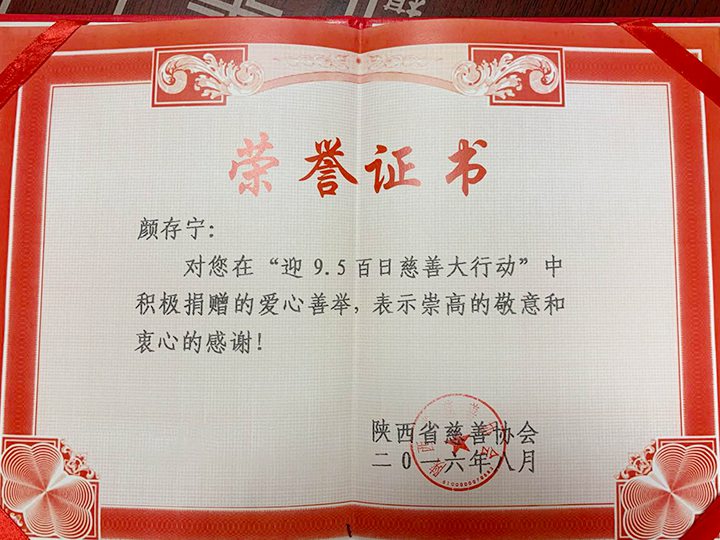 荣誉证书
颜存宁：
对您在“迎 9.5 百日慈善大行动”中
积极捐赠的爱心善举，表示崇高的敬意和
衷心的感谢！
陕西省慈善协会
二〇一六年八月